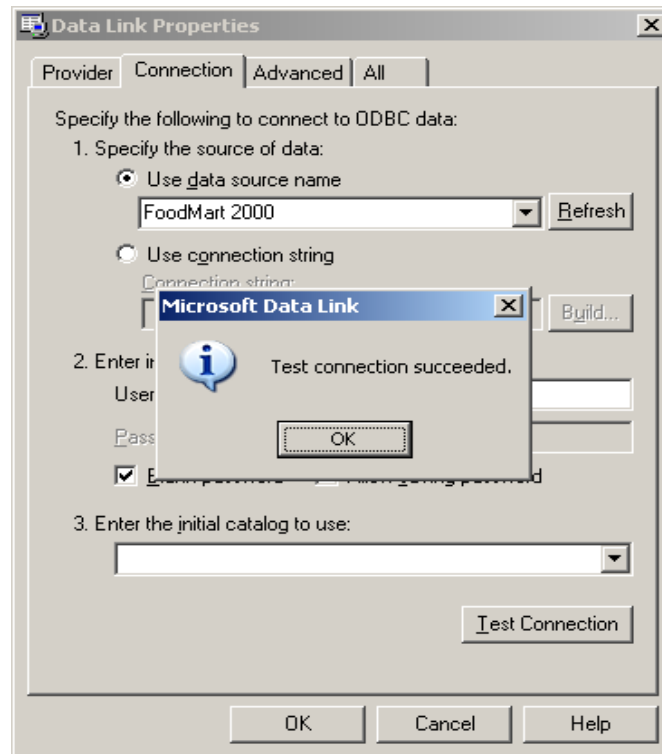 Data Link Properties
Provider Connection Advanced All
Specify the following to connect to ODBC data:
1. Specify the source of data:
Use data source name
FoodMart 2000 Refresh
Use connection string
Connection string:
Microsoft Data Link
Build...
Test connection succeeded.
OK
2. Enter
User
3. Enter the initial catalog to use:
Test Connection
OK Cancel Help